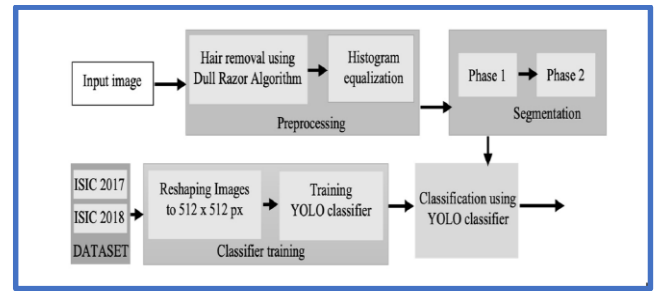 Input image
Hair removal using
Dull Razor Algorithm
Histogram
equalization
Preprocessing
Phase 1
Phase 2
Segmentation
ISIC 2017
ISIC 2018
DATASET
Reshaping Images
to 512 x 512 px
Training
YOLO classifier
Classifier training
Classification using
YOLO classifier